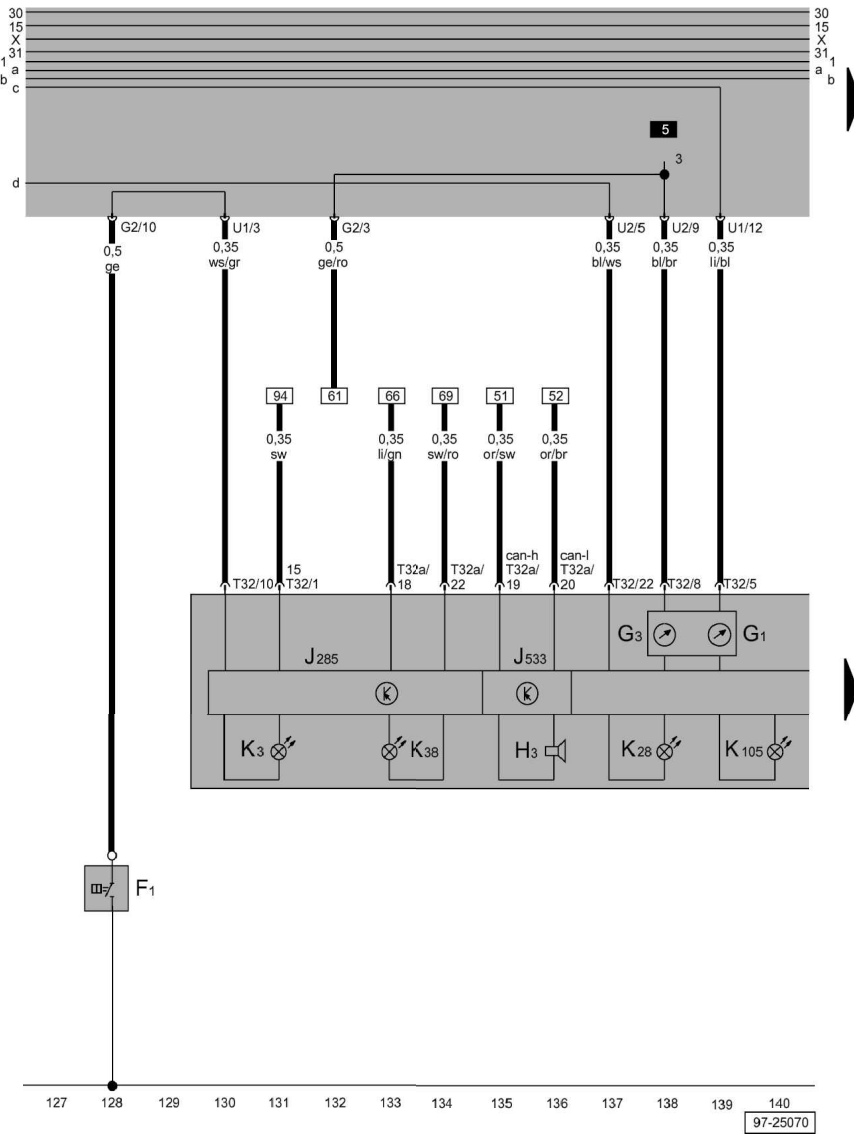 30 30
15 15
X X
31 31
1 1
a a
b b
c
5
3
d
G2/10 U1/3 G2/3 U2/5 U2/9 U1/12
0,5 0,35 0,5 0,35 0,35 0,35
ge ws/gr ge/ro bl/ws bl/br li/bl
94 61 66 69 51 52
0,35 0,35 0,35 0,35 0,35
sw li/gn sw/ro or/sw or/br
can-h can-l
15 T32a/ T32a/ T32a/ T32a/
T32/10 T32/1 18 22 19 20 T32/22 T32/8 T32/5
G3 G1
J285 J533
K3 K38 H3 K28 K105
F1
127 128 129 130 131 132 133 134 135 136 137 138 139 140
97-25070